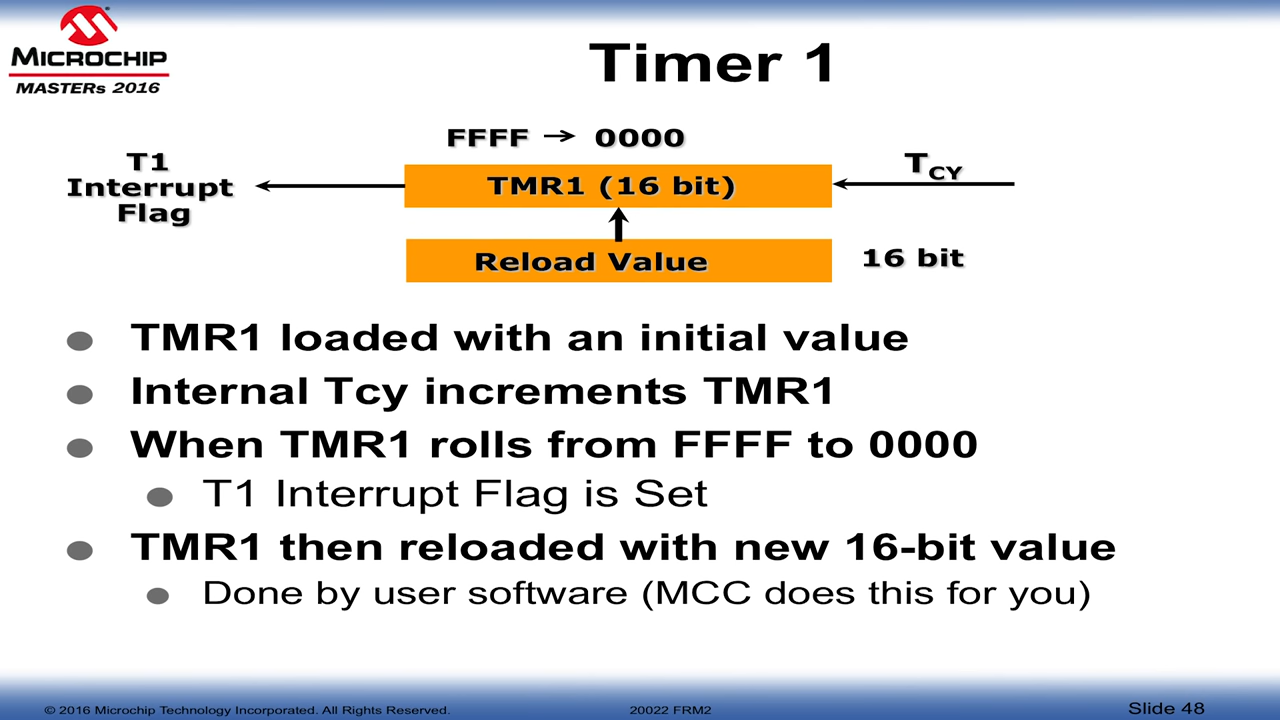 MICROCHIP
MASTERs 2016
Timer 1
FFFF → 0000
T1
Interrupt
Flag
TMR1 (16 bit)
TCY
Reload Value
16 bit
● TMR1 loaded with an initial value
● Internal Tcy increments TMR1
● When TMR1 rolls from FFFF to 0000
● T1 Interrupt Flag is Set
● TMR1 then reloaded with new 16-bit value
● Done by user software (MCC does this for you)
© 2016 Microchip Technology Incorporated. All Rights Reserved.
20022 FRM2
Slide 48